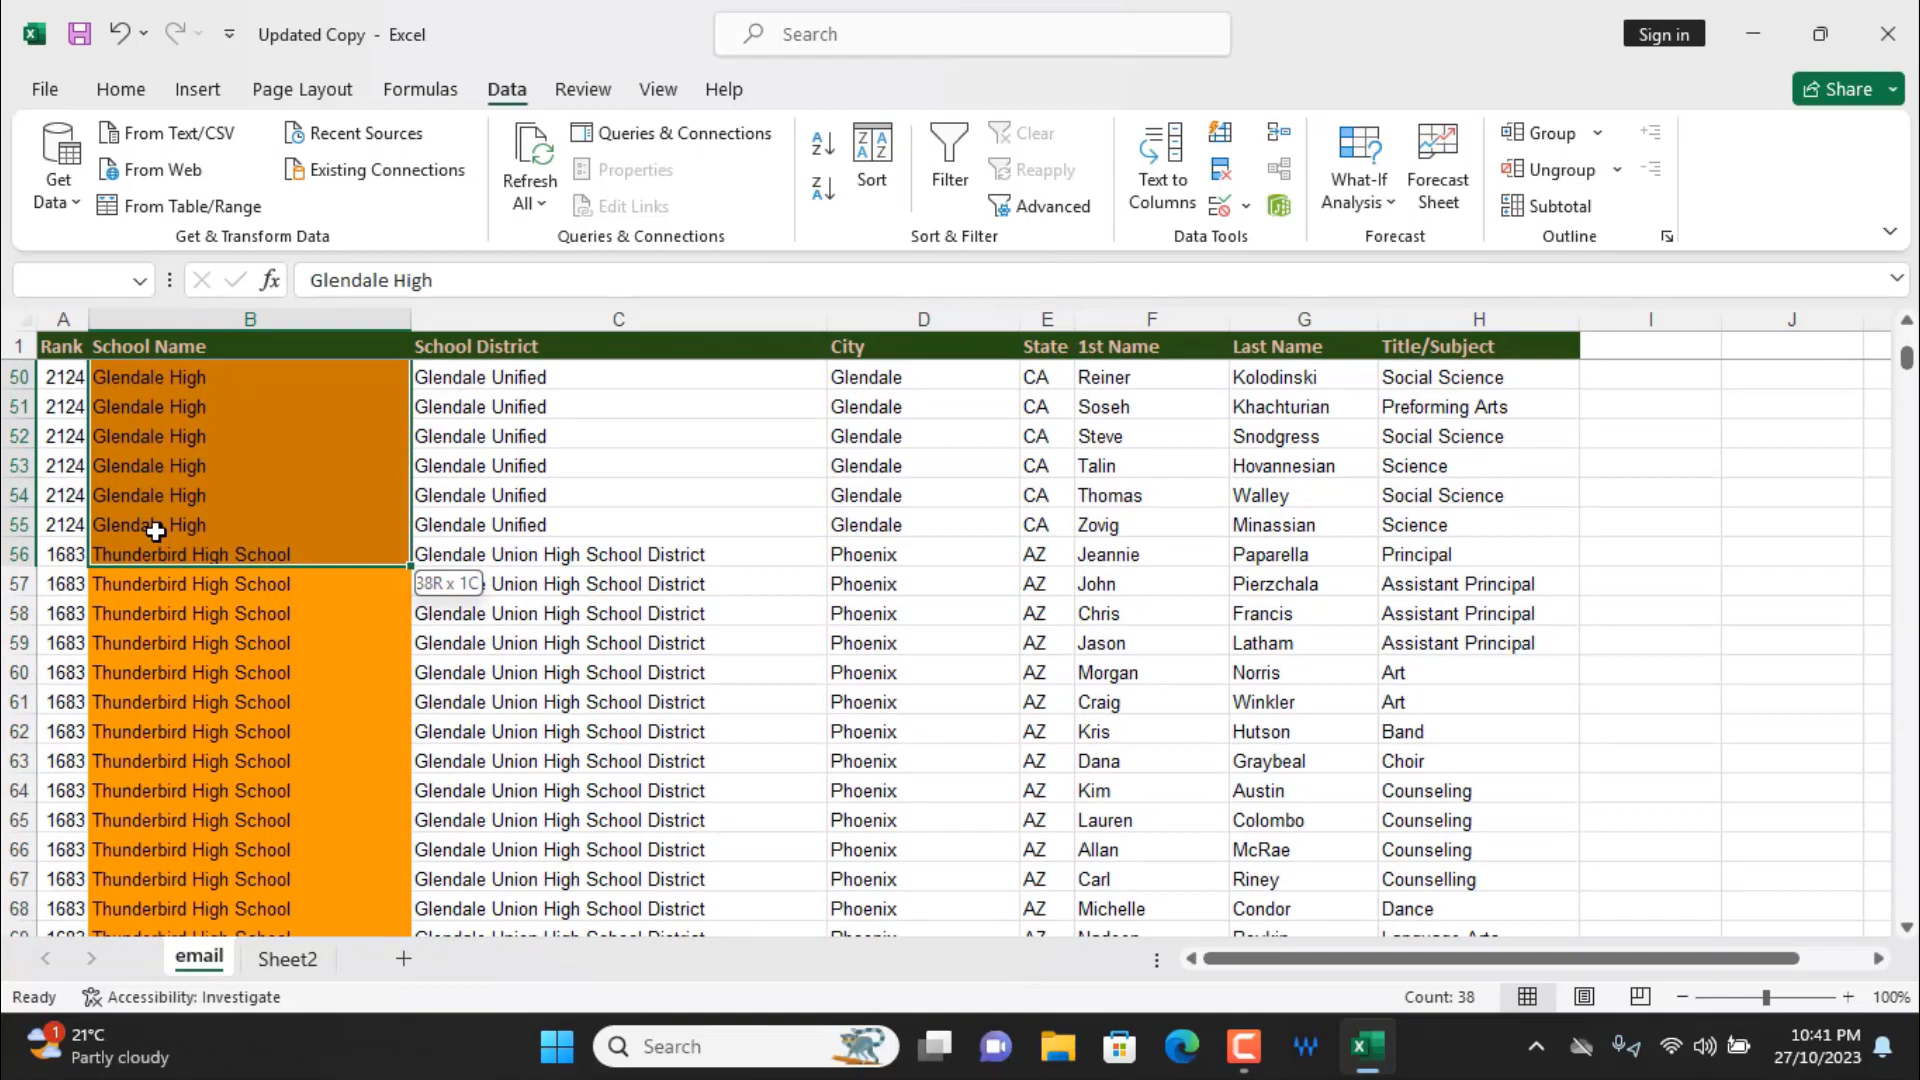 Updated Copy - Excel
Search
Sign in
File Home Insert Page Layout Formulas Data Review View Help
Share
Get Data
From Text/CSV
From Web
From Table/Range
Recent Sources
Existing Connections
Get & Transform Data
Refresh All
Queries & Connections
Properties
Edit Links
Queries & Connections
Sort
Filter
Clear
Reapply
Advanced
Sort & Filter
Text to Columns
Data Tools
What-If Analysis
Forecast Sheet
Forecast
Group
Ungroup
Subtotal
Outline
fx Glendale High
A B C D E F G H I J
1 Rank School Name School District City State 1st Name Last Name Title/Subject
50 2124 Glendale High Glendale Unified Glendale CA Reiner Kolodinski Social Science
51 2124 Glendale High Glendale Unified Glendale CA Soseh Khachturian Preforming Arts
52 2124 Glendale High Glendale Unified Glendale CA Steve Snodgress Social Science
53 2124 Glendale High Glendale Unified Glendale CA Talin Hovannesian Science
54 2124 Glendale High Glendale Unified Glendale CA Thomas Walley Social Science
55 2124 Glendale High Glendale Unified Glendale CA Zovig Minassian Science
56 1683 Thunderbird High School Glendale Union High School District Phoenix AZ Jeannie Paparella Principal
57 1683 Thunderbird High School 38R x 1C Union High School District Phoenix AZ John Pierzchala Assistant Principal
58 1683 Thunderbird High School Glendale Union High School District Phoenix AZ Chris Francis Assistant Principal
59 1683 Thunderbird High School Glendale Union High School District Phoenix AZ Jason Latham Assistant Principal
60 1683 Thunderbird High School Glendale Union High School District Phoenix AZ Morgan Norris Art
61 1683 Thunderbird High School Glendale Union High School District Phoenix AZ Craig Winkler Art
62 1683 Thunderbird High School Glendale Union High School District Phoenix AZ Kris Hutson Band
63 1683 Thunderbird High School Glendale Union High School District Phoenix AZ Dana Graybeal Choir
64 1683 Thunderbird High School Glendale Union High School District Phoenix AZ Kim Austin Counseling
65 1683 Thunderbird High School Glendale Union High School District Phoenix AZ Lauren Colombo Counseling
66 1683 Thunderbird High School Glendale Union High School District Phoenix AZ Allan McRae Counseling
67 1683 Thunderbird High School Glendale Union High School District Phoenix AZ Carl Riney Counselling
68 1683 Thunderbird High School Glendale Union High School District Phoenix AZ Michelle Condor Dance
email Sheet2
Ready Accessibility: Investigate Count: 38 100%
1 21°C
Partly cloudy
Search
10:41 PM
27/10/2023